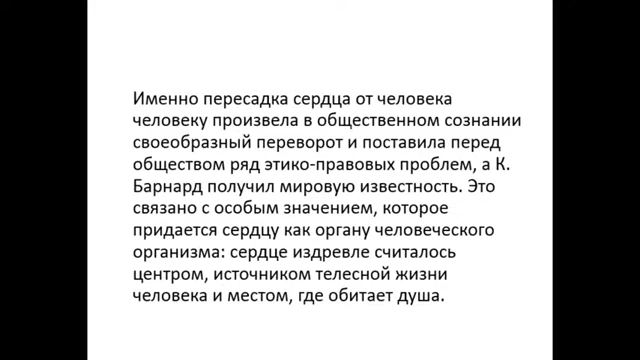 Именно пересадка сердца от человека
человеку произвела в общественном сознании
своеобразный переворот и поставила перед
обществом ряд этико-правовых проблем, а К.
Барнард получил мировую известность. Это
связано с особым значением, которое
придается сердцу как органу человеческого
организма: сердце издревле считалось
центром, источником телесной жизни
человека и местом, где обитает душа.